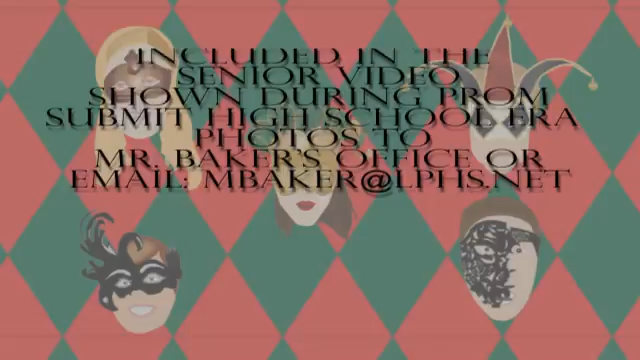 INCLUDED IN THE
SENIOR VIDEO
SHOWN DURING PROM
SUBMIT HIGH SCHOOL ERA
PHOTOS TO
MR. BAKER'S OFFICE OR
EMAIL: MBAKER@LPHS.NET